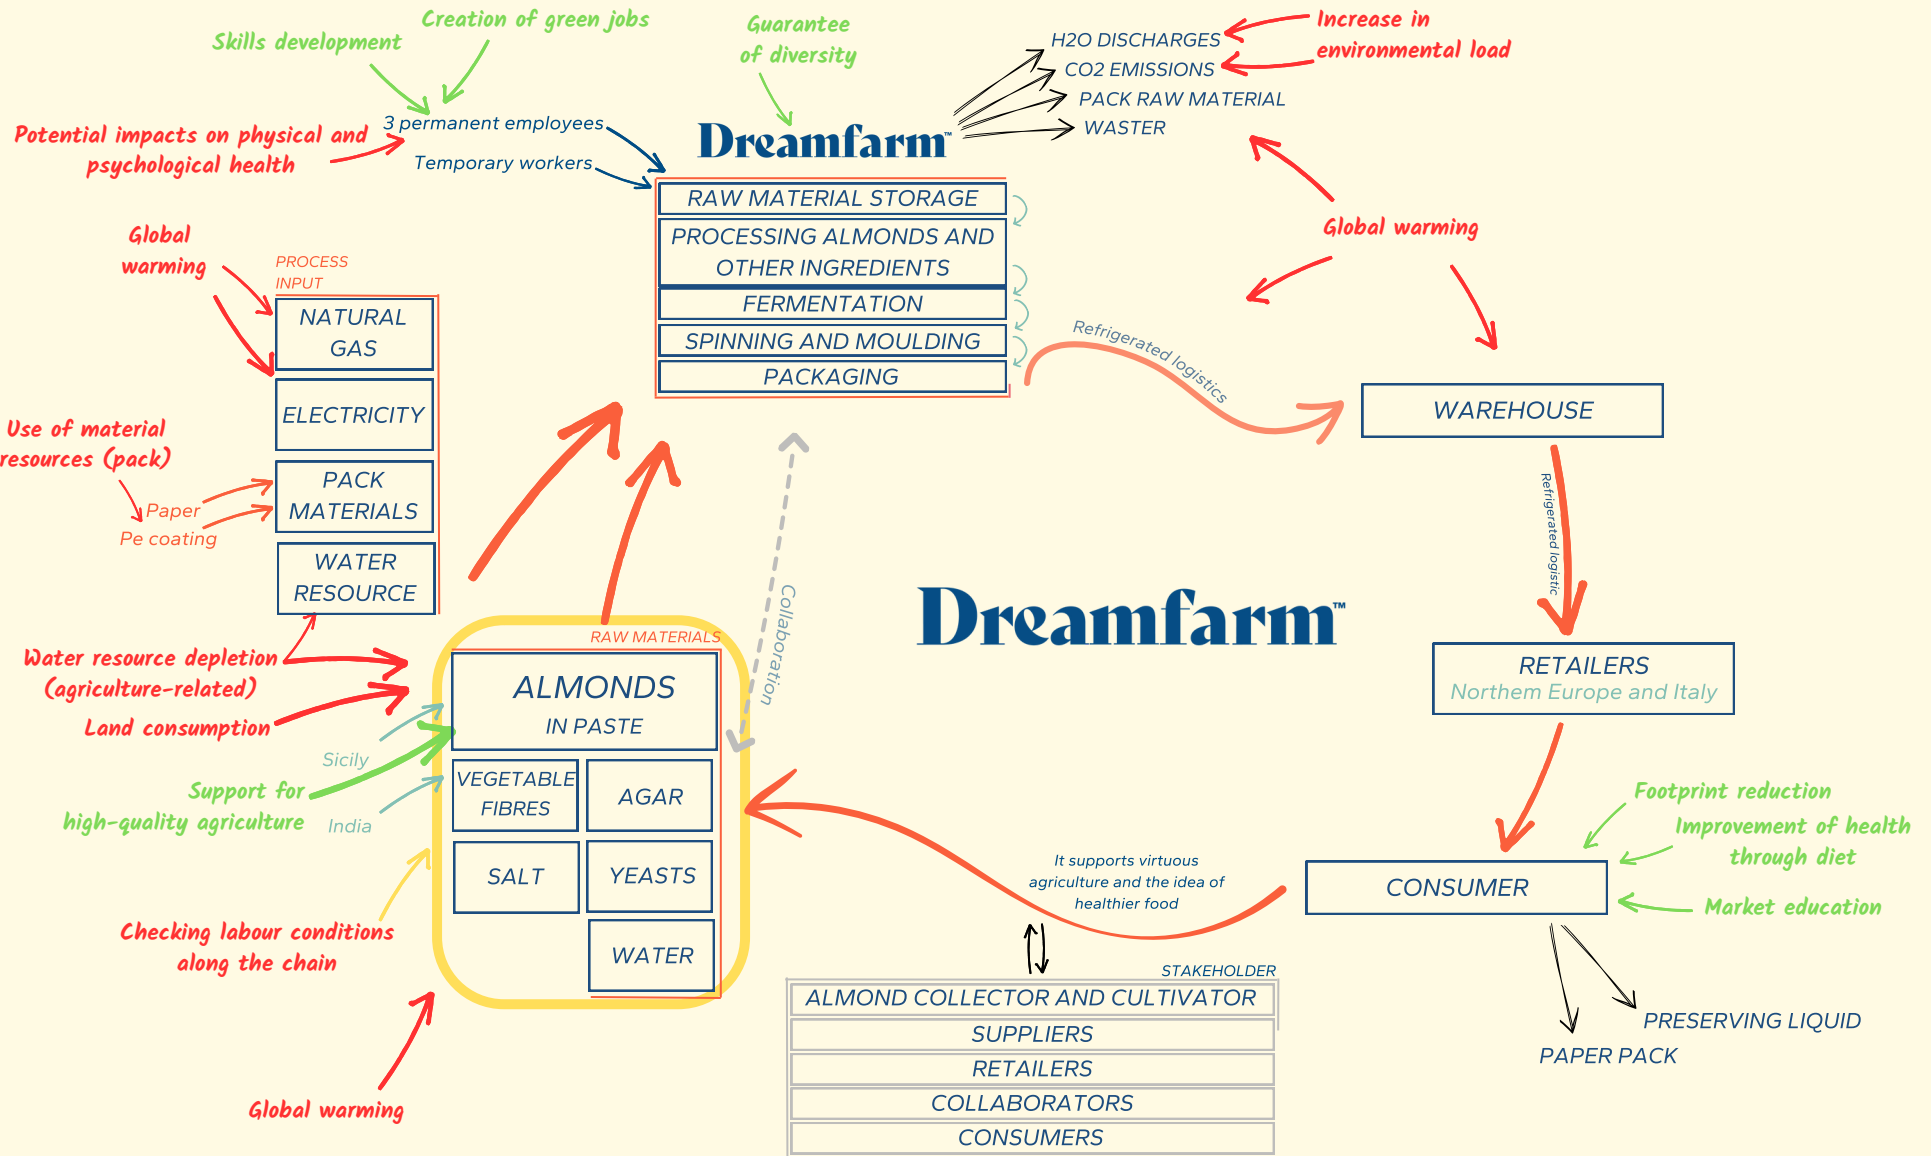 Creation of green jobs
Skills development
Guarantee
of diversity
H2O DISCHARGES
CO2 EMISSIONS
PACK RAW MATERIAL
WASTER
Increase in
environmental load
Potential impacts on physical and
psychological health
3 permanent employees
Temporary workers
Dreamfarm™
RAW MATERIAL STORAGE
PROCESSING ALMONDS AND
OTHER INGREDIENTS
FERMENTATION
SPINNING AND MOULDING
PACKAGING
Global warming
Global
warming
PROCESS
INPUT
NATURAL
GAS
ELECTRICITY
PACK
MATERIALS
WATER
RESOURCE
Use of material
resources (pack)
Paper
Pe coating
Refrigerated logistics
WAREHOUSE
Refrigerated logistic
Collaboration
Dreamfarm™
RETAILERS
Northem Europe and Italy
Water resource depletion
(agriculture-related)
Land consumption
Sicily
Support for
high-quality agriculture
India
RAW MATERIALS
ALMONDS
IN PASTE
VEGETABLE
FIBRES
AGAR
SALT
YEASTS
WATER
Checking labour conditions
along the chain
Global warming
It supports virtuous
agriculture and the idea of
healthier food
Footprint reduction
Improvement of health
through diet
Market education
CONSUMER
PRESERVING LIQUID
PAPER PACK
STAKEHOLDER
ALMOND COLLECTOR AND CULTIVATOR
SUPPLIERS
RETAILERS
COLLABORATORS
CONSUMERS